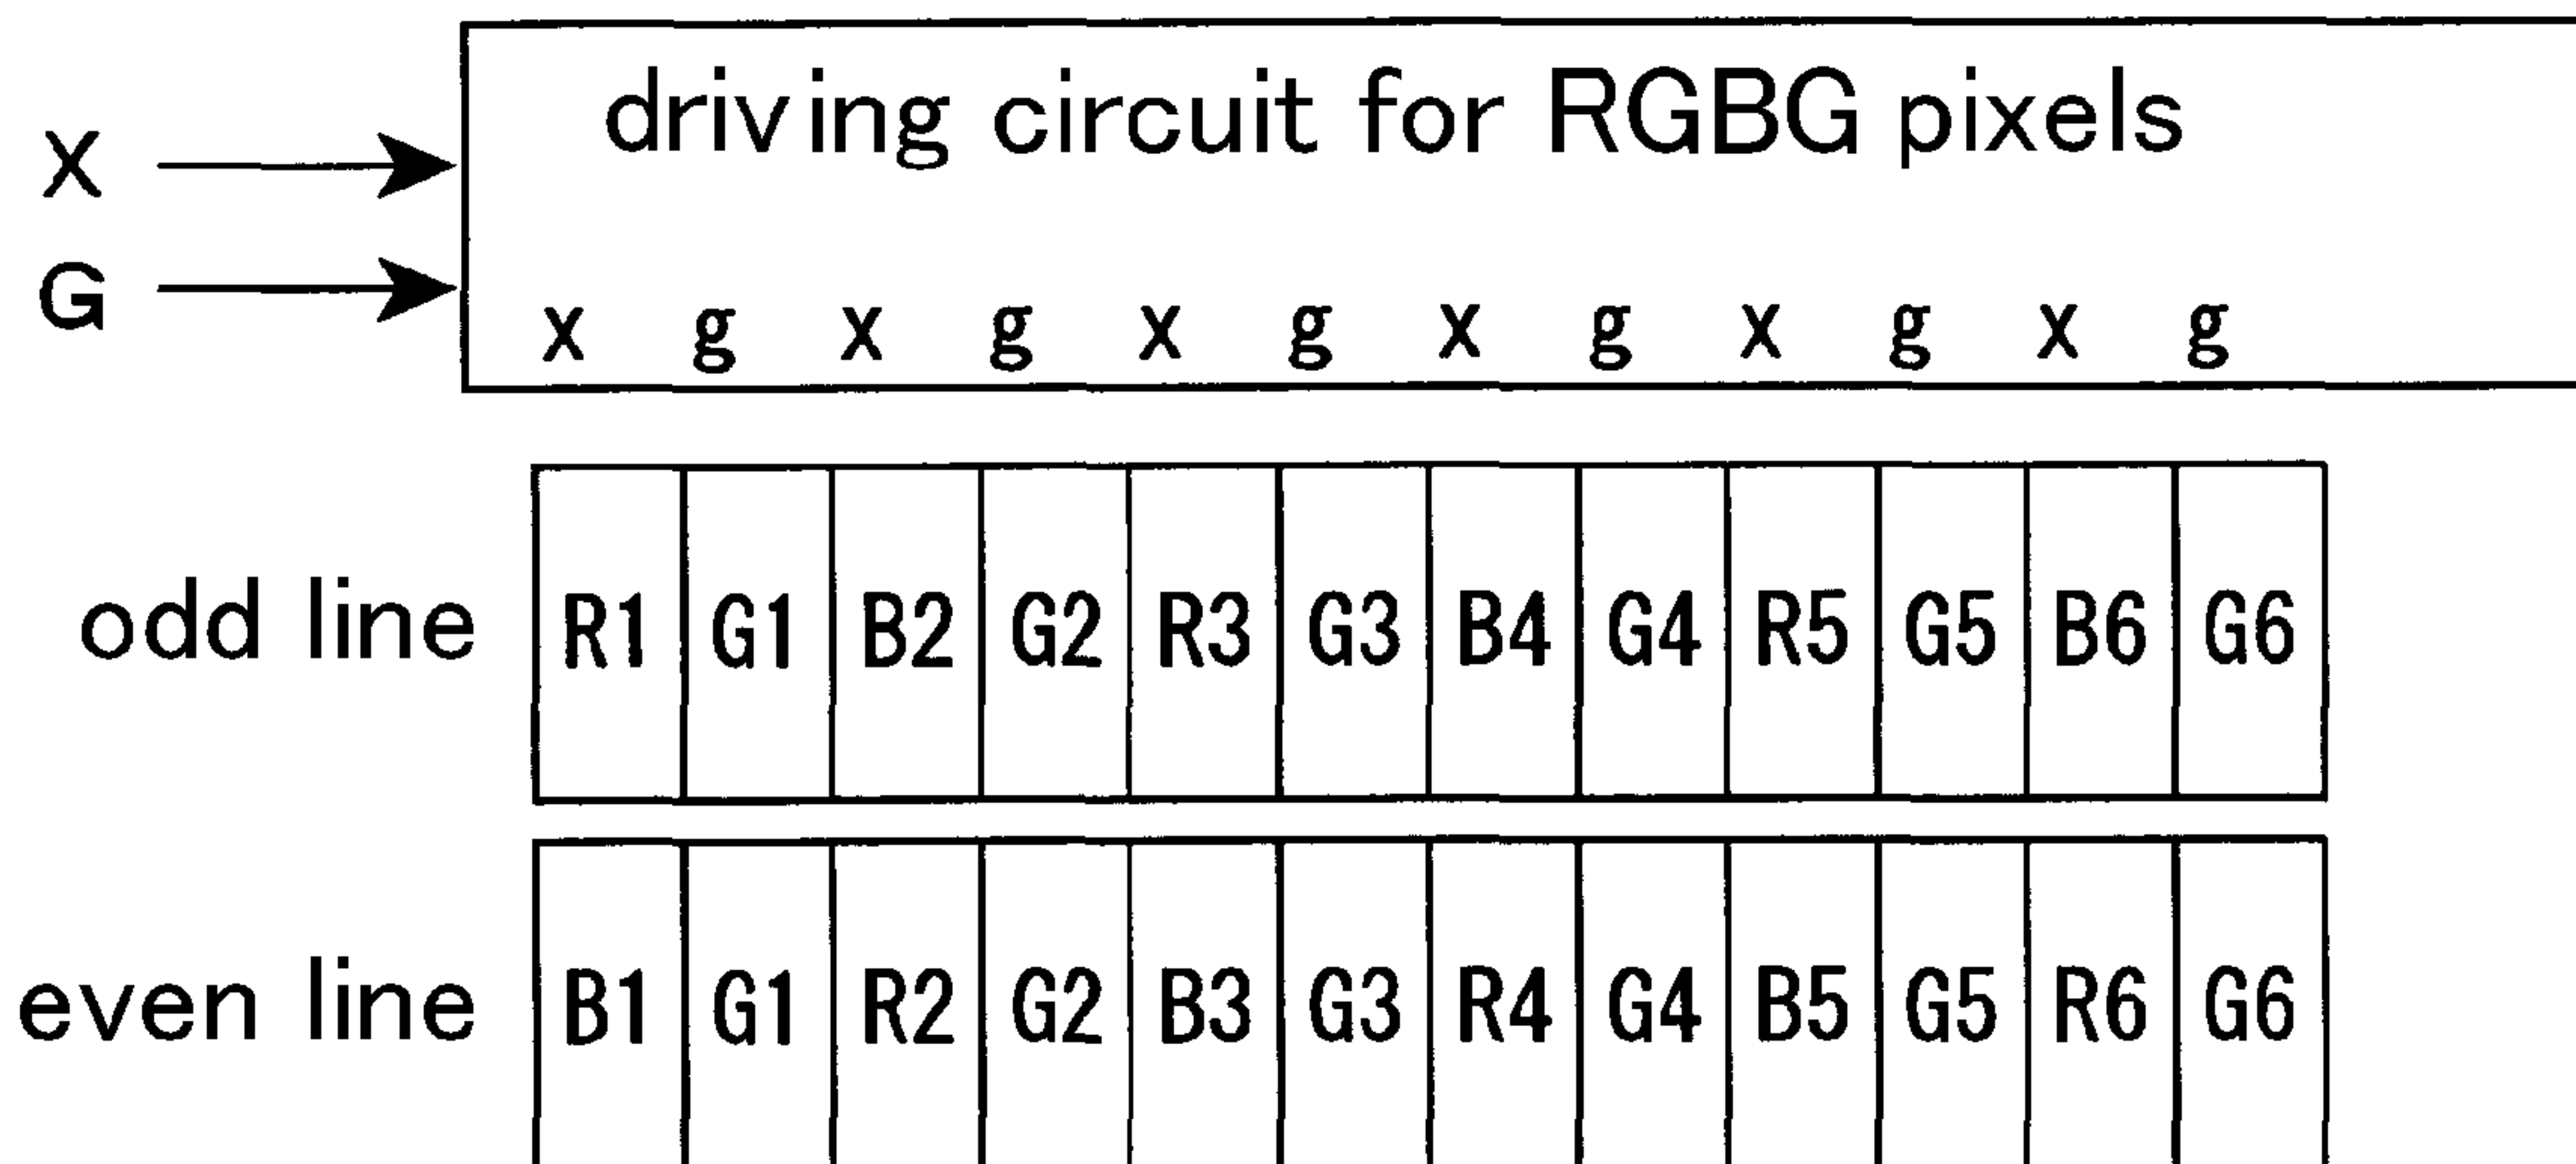 driving circuit for RGBG pixels
X
G
x g x g x g x g x g x g
odd line R1 G1 B2 G2 R3 G3 B4 G4 R5 G5 B6 G6
even line B1 G1 R2 G2 B3 G3 R4 G4 B5 G5 R6 G6